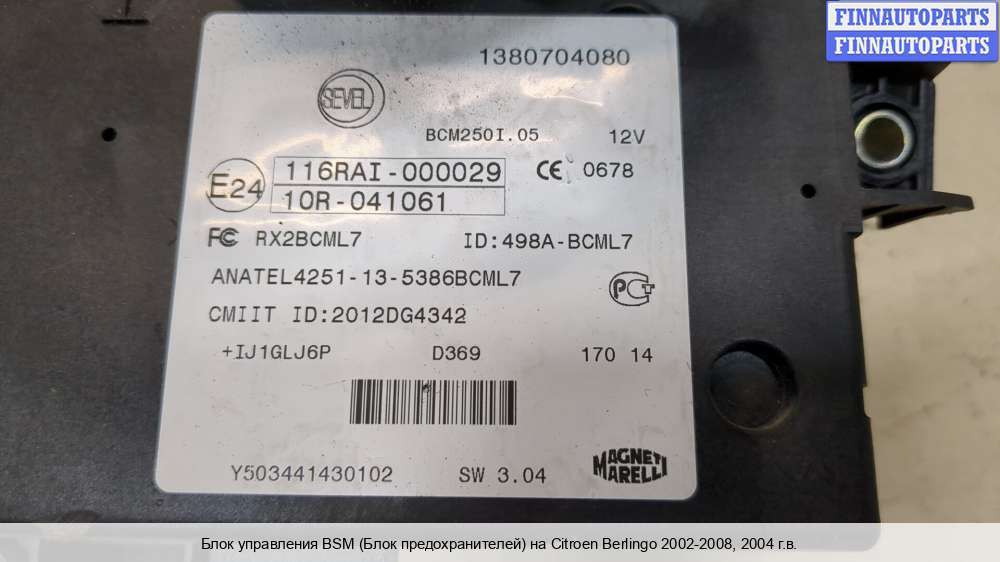 FINNAUTOPARTS
FINNAUTOPARTS
1380704080
SEVEL
BCM250I.05 12V
E24 116RAI-000029 CE 0678
10R-041061
FC RX2BCML7 ID:498A-BCML7
ANATEL4251-13-5386BCML7
PCT
CMIIT ID:2012DG4342
+IJ1GLJ6P D369 170 14
Y503441430102 SW 3.04
MAGNETI
MARELLI
Блок управления BSM (Блок предохранителей) на Citroen Berlingo 2002-2008, 2004 г.в.